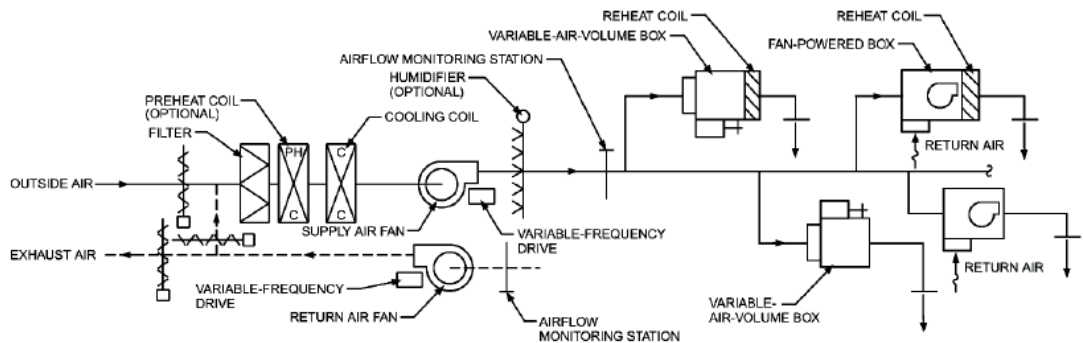 REHEAT COIL
VARIABLE-AIR-VOLUME BOX
AIRFLOW MONITORING STATION
HUMIDIFIER
(OPTIONAL)
REHEAT COIL
FAN-POWERED BOX
PREHEAT COIL
(OPTIONAL)
FILTER
COOLING COIL
PH
C
C
C
OUTSIDE AIR
SUPPLY AIR FAN
VARIABLE-FREQUENCY
DRIVE
RETURN AIR
EXHAUST AIR
VARIABLE-FREQUENCY
DRIVE
RETURN AIR FAN
AIRFLOW
MONITORING STATION
VARIABLE-
AIR-VOLUME BOX
RETURN AIR